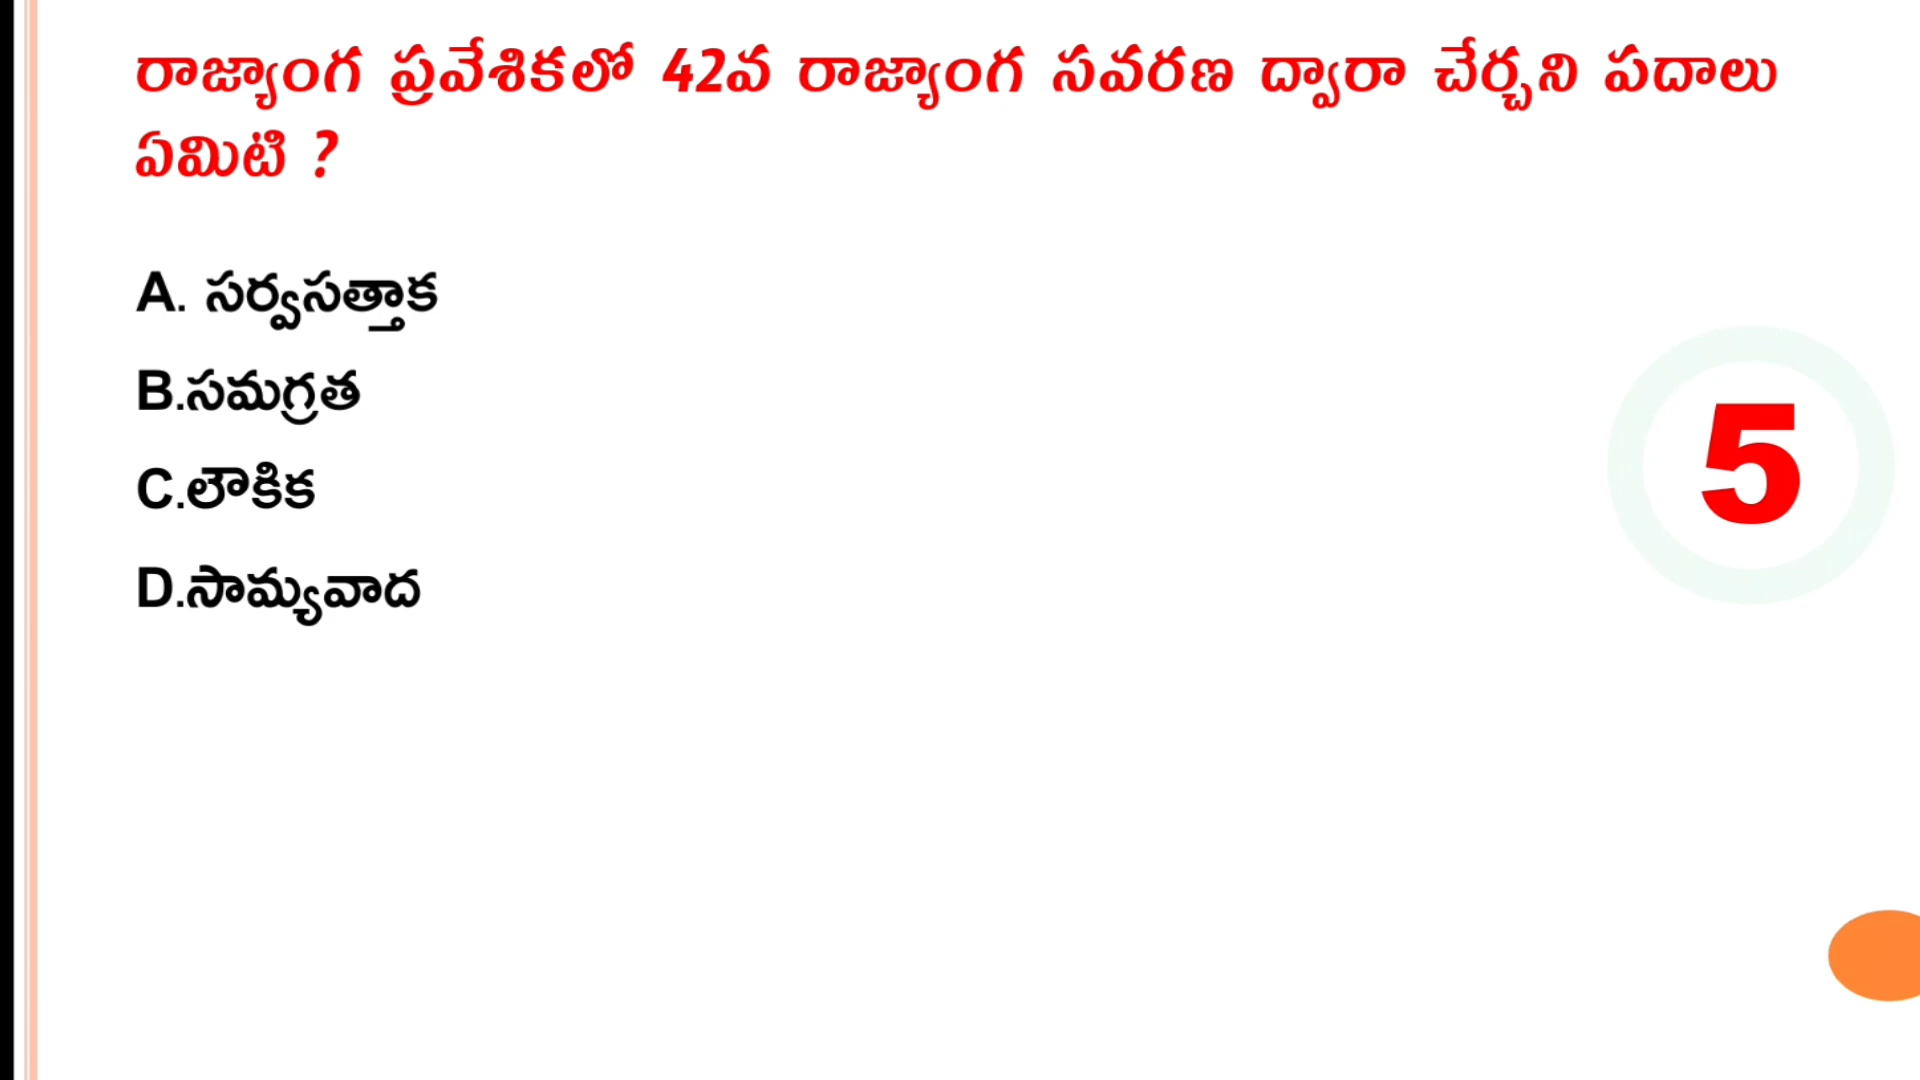 రాజ్యాంగ ప్రవేశికలో 42వ రాజ్యాంగ సవరణ ద్వారా చేర్చని పదాలు
ఏమిటి ?
A. సర్వసత్తాక
B.సమగ్రత
C.లౌకిక
D.సామ్యవాద
5